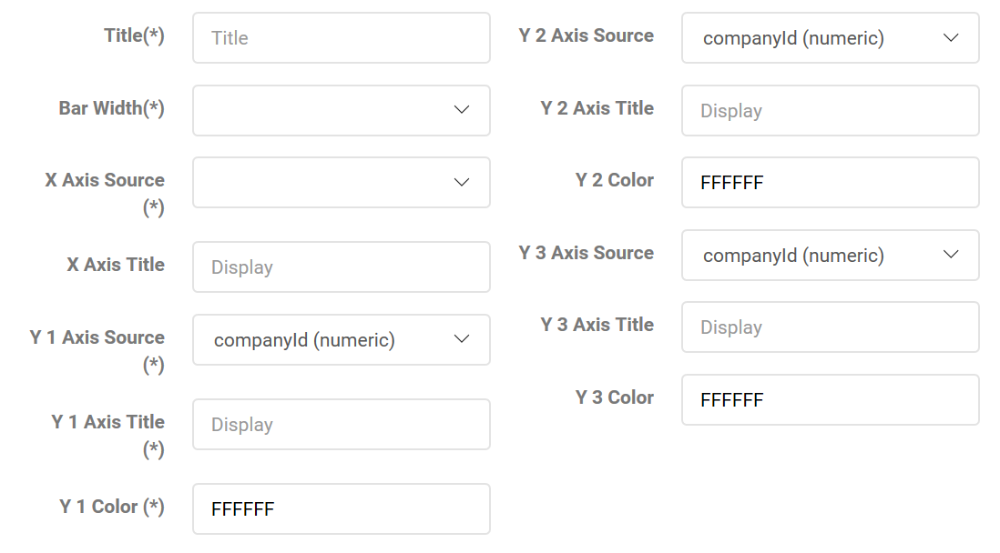 Title(*)
Title
Bar Width(*)
X Axis Source
(*)
X Axis Title
Display
Y 1 Axis Source
(*)
companyId (numeric)
Y 1 Axis Title
(*)
Display
Y 1 Color (*)
FFFFFF
Y 2 Axis Source
companyId (numeric)
Y 2 Axis Title
Display
Y 2 Color
FFFFFF
Y 3 Axis Source
companyId (numeric)
Y 3 Axis Title
Display
Y 3 Color
FFFFFF